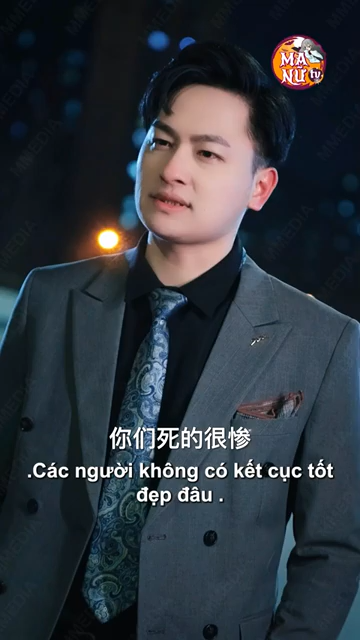 MA
NỮ
tv
你们死的很惨
.Các người không có kết cục tốt
đẹp đâu .